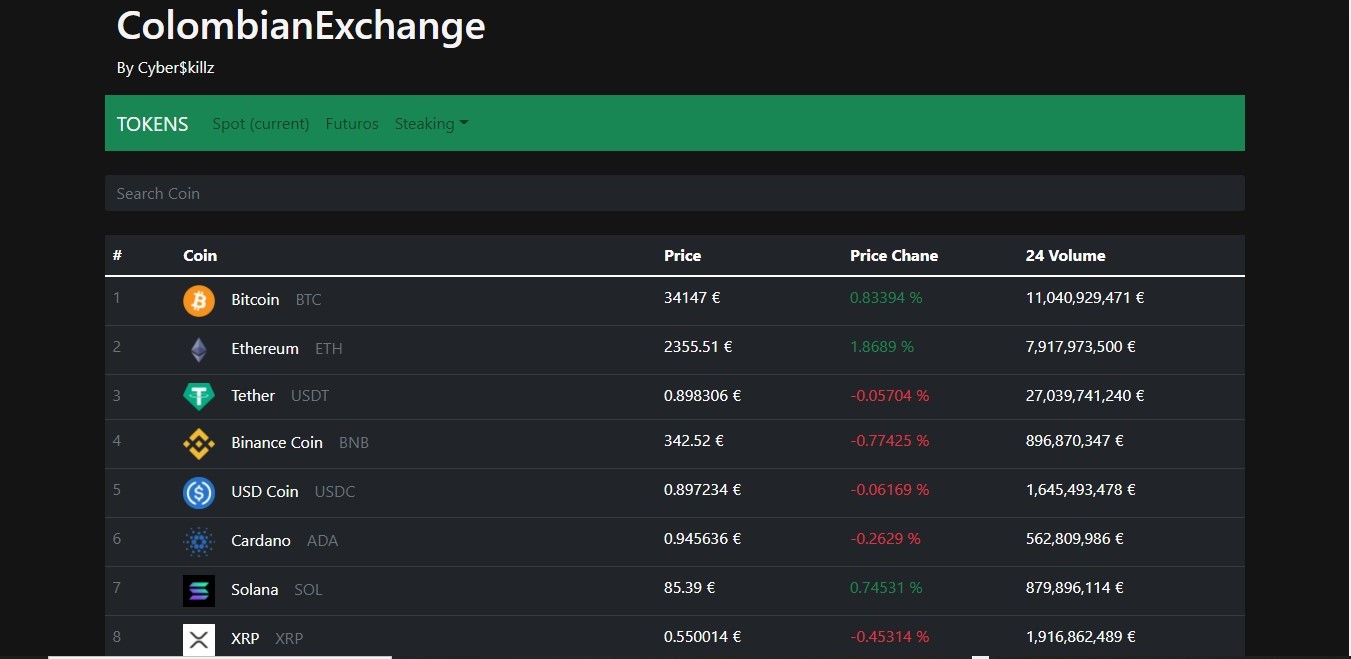 ColombianExchange
By Cyber$killz
TOKENS Spot (current) Futuros Steaking
Search Coin
# Coin Price Price Chane 24 Volume
1 Bitcoin BTC 34147 € 0.83394 % 11,040,929,471 €
2 Ethereum ETH 2355.51 € 1.8689 % 7,917,973,500 €
3 Tether USDT 0.898306 € -0.05704 % 27,039,741,240 €
4 Binance Coin BNB 342.52 € -0.77425 % 896,870,347 €
5 USD Coin USDC 0.897234 € -0.06169 % 1,645,493,478 €
6 Cardano ADA 0.945636 € -0.2629 % 562,809,986 €
7 Solana SOL 85.39 € 0.74531 % 879,896,114 €
8 XRP XRP 0.550014 € -0.45314 % 1,916,862,489 €